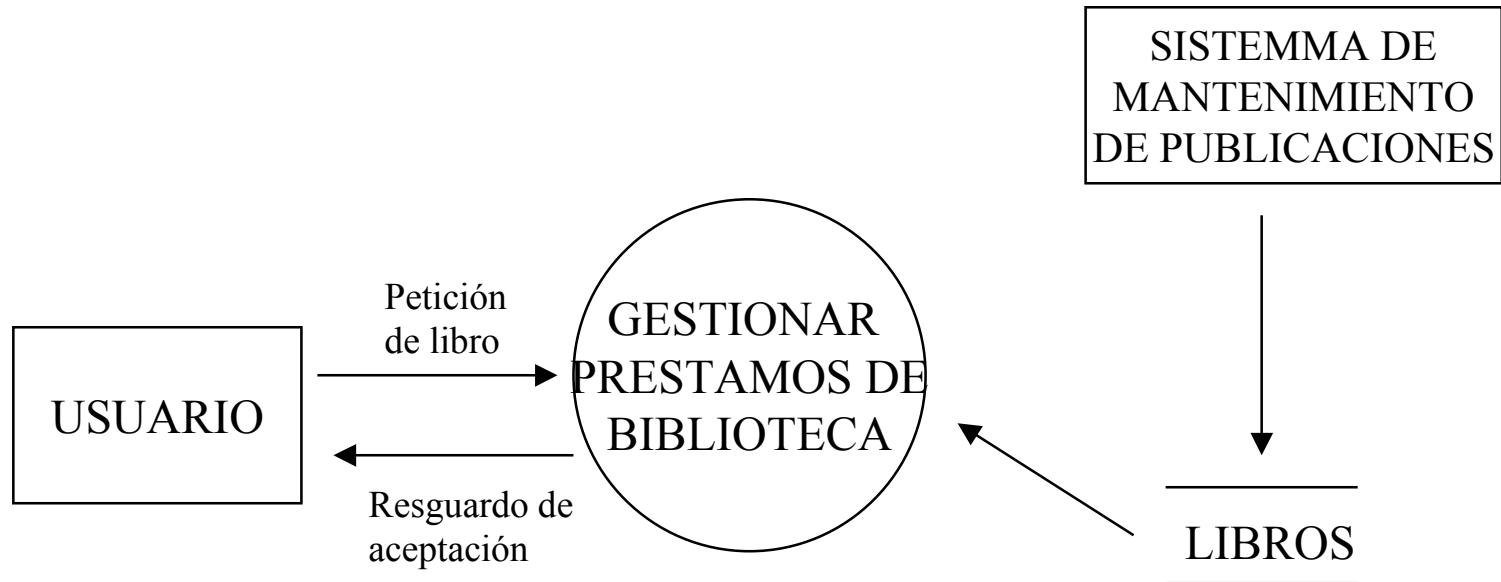 SISTEMMA DE
MANTENIMIENTO
DE PUBLICACIONES
Petición
de libro
GESTIONAR
PRESTAMOS DE
BIBLIOTECA
USUARIO
Resguardo de
aceptación
LIBROS